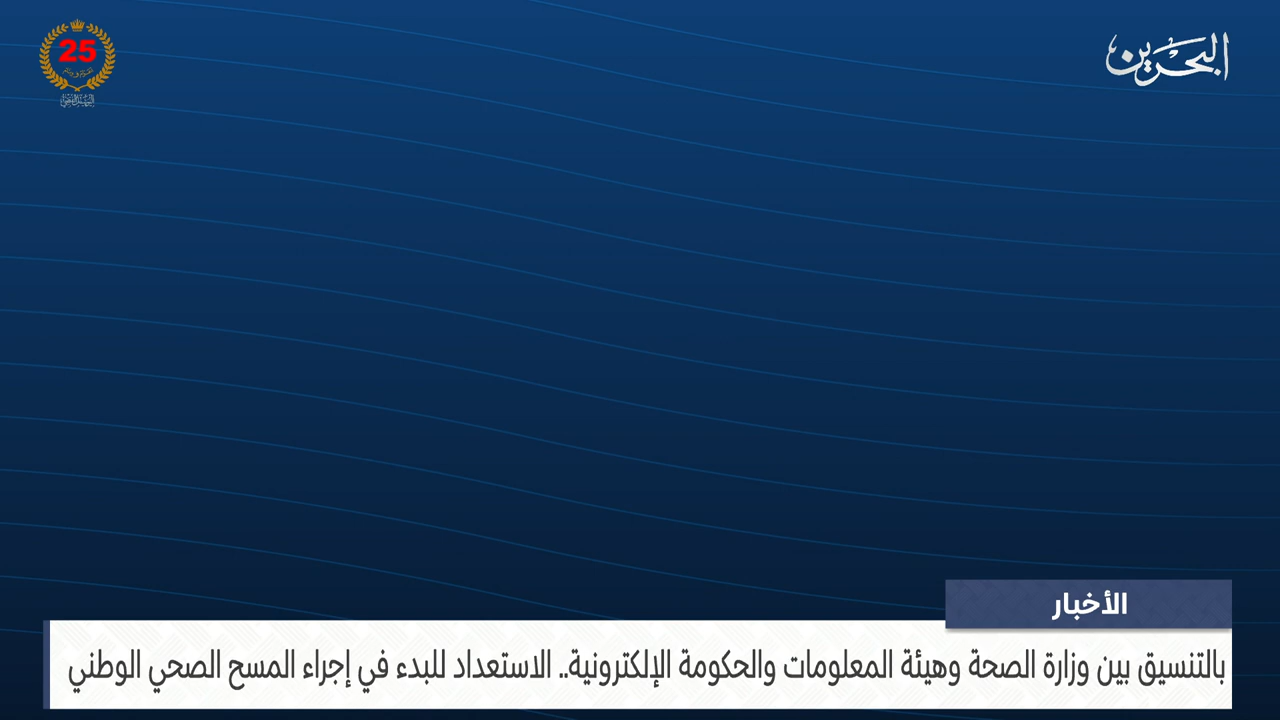 البحرين
25
الأخبار
بالتنسيق بين وزارة الصحة وهيئة المعلومات والحكومة الإلكترونية.. الاستعداد للبدء في إجراء المسح الصحي الوطني